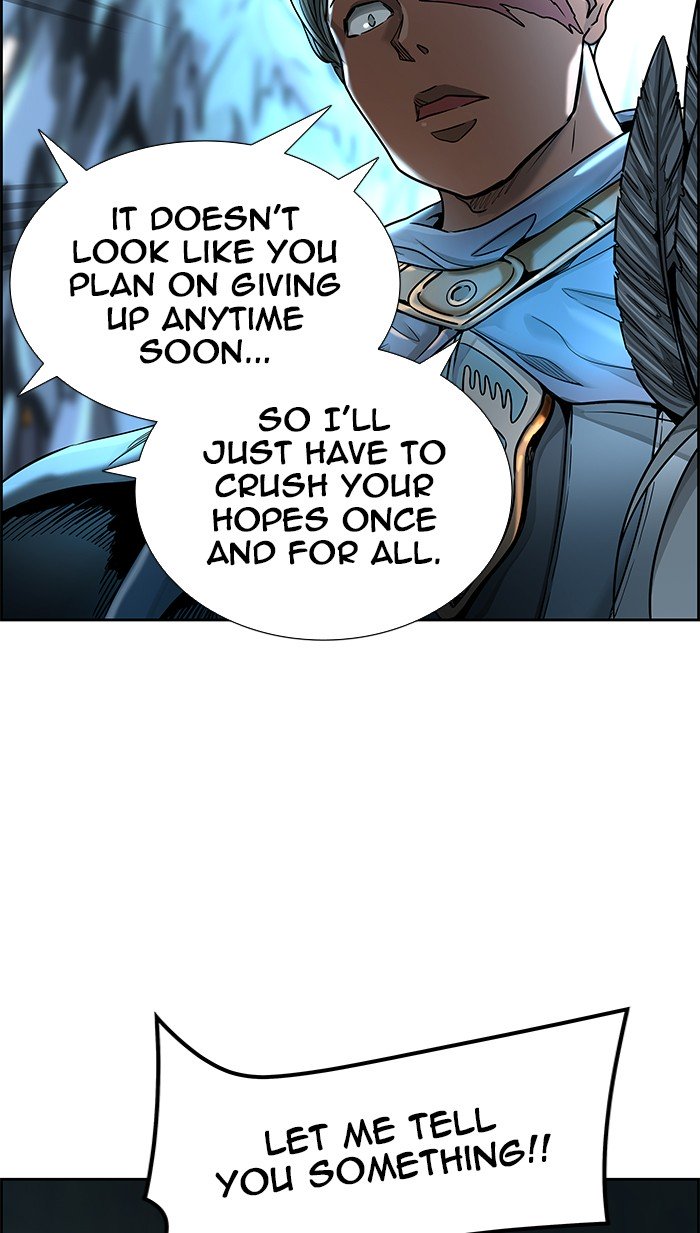 IT DOESN'T
LOOK LIKE YOU
PLAN ON GIVING
UP ANYTIME
SOON...
SO I'LL
JUST HAVE TO
CRUSH YOUR
HOPES ONCE
AND FOR ALL.
LET ME TELL
YOU SOMETHING!!